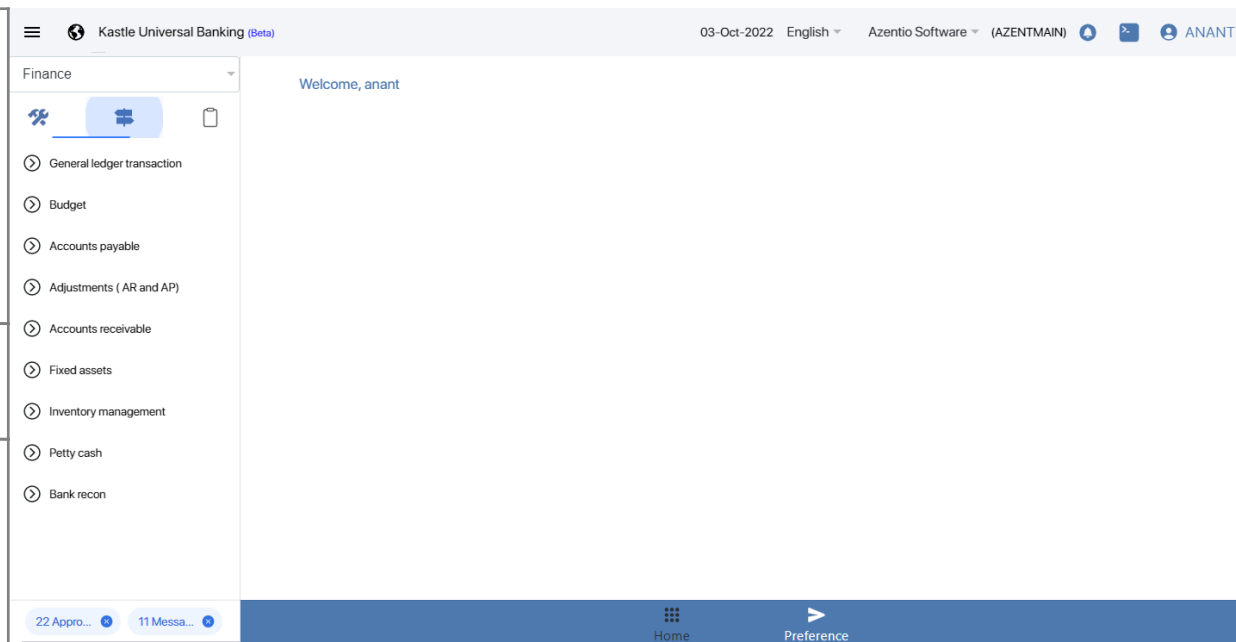 Kastle Universal Banking (Beta)
03-Oct-2022 English Azentio Software (AZENTMAIN) ANANT
Finance
Welcome, anant
General ledger transaction
Budget
Accounts payable
Adjustments ( AR and AP)
Accounts receivable
Fixed assets
Inventory management
Petty cash
Bank recon
22 Appro... 11 Messa...
Home Preference